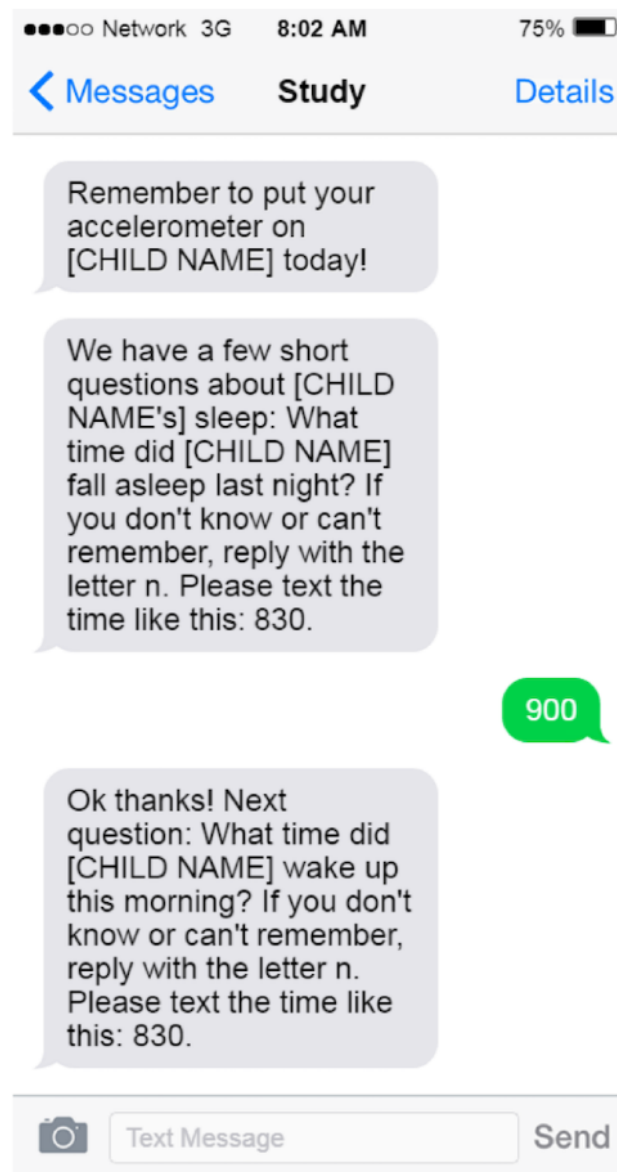 Network 3G 8:02 AM 75%
Messages Study Details
Remember to put your
accelerometer on
[CHILD NAME] today!
We have a few short
questions about [CHILD
NAME's] sleep: What
time did [CHILD NAME]
fall asleep last night? If
you don't know or can't
remember, reply with the
letter n. Please text the
time like this: 830.
900
Ok thanks! Next
question: What time did
[CHILD NAME] wake up
this morning? If you don't
know or can't remember,
reply with the letter n.
Please text the time like
this: 830.
Text Message Send